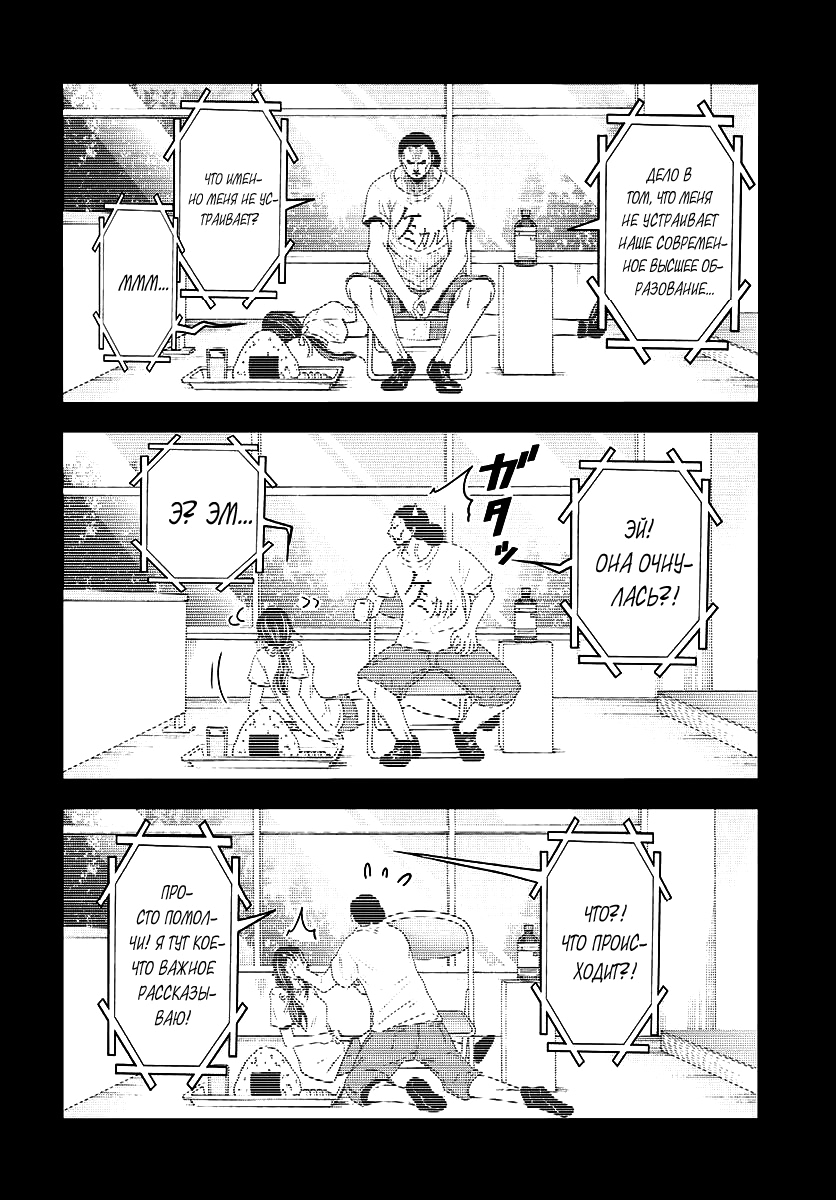 ДЕЛО В
ТОМ, ЧТО МЕНЯ
НЕ УСТРАИВАЕТ
НАШЕ СОВРЕМЕН-
НОЕ ВЫСШЕЕ ОБ-
РАЗОВАНИЕ...
ЧТО ИМЕН-
НО МЕНЯ НЕ УС-
ТРАИВАЕТ?
МММ...
ЭЙ!
ОНА ОЧНУ-
ЛАСЬ?!
ガタッ
Э? ЭМ...
ЧТО?!
ЧТО ПРОИС-
ХОДИТ?!
ПРО-
СТО ПОМОЛ-
ЧИ! Я ТУТ КОЕ-
ЧТО ВАЖНОЕ
РАССКАЗЫ-
ВАЮ!